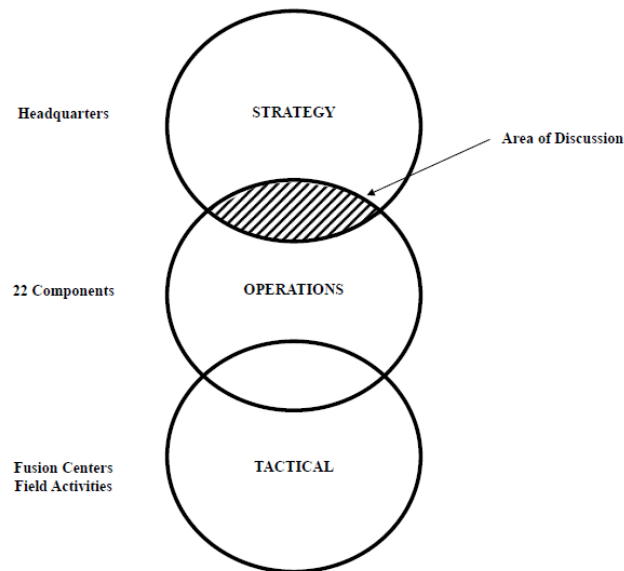 STRATEGY
Headquarters
Area of Discussion
22 Components
OPERATIONS
Fusion Centers
Field Activities
TACTICAL